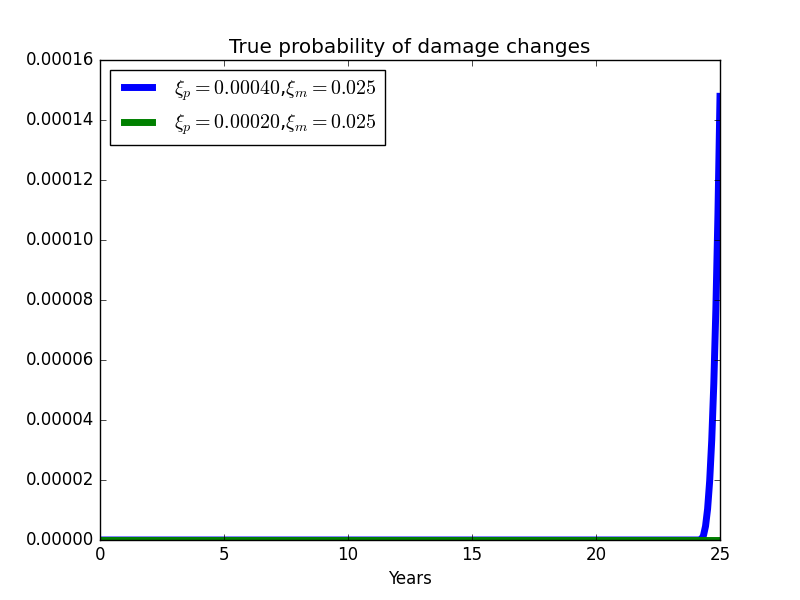 True probability of damage changes
0.00016
0.00014
0.00012
0.00010
0.00008
0.00006
0.00004
0.00002
0.00000
ξp = 0.00040,ξm = 0.025
ξp = 0.00020,ξm = 0.025
0 5 10 15 20 25
Years